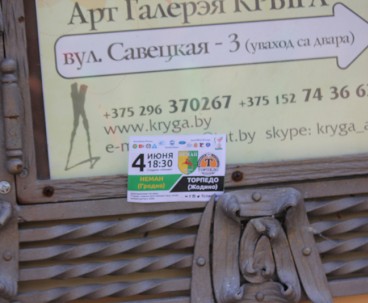 Арт Галерэя КРЫГА
вул. Савецкая - 3 (уваход са двара)
+375 296 370267 +375 152 74 36 6
www.kryga.by
skype: kryga_a
4 ИЮНЯ
18:30
НЕМАН ТОРПЕДО
(Гродно) (Жодино)